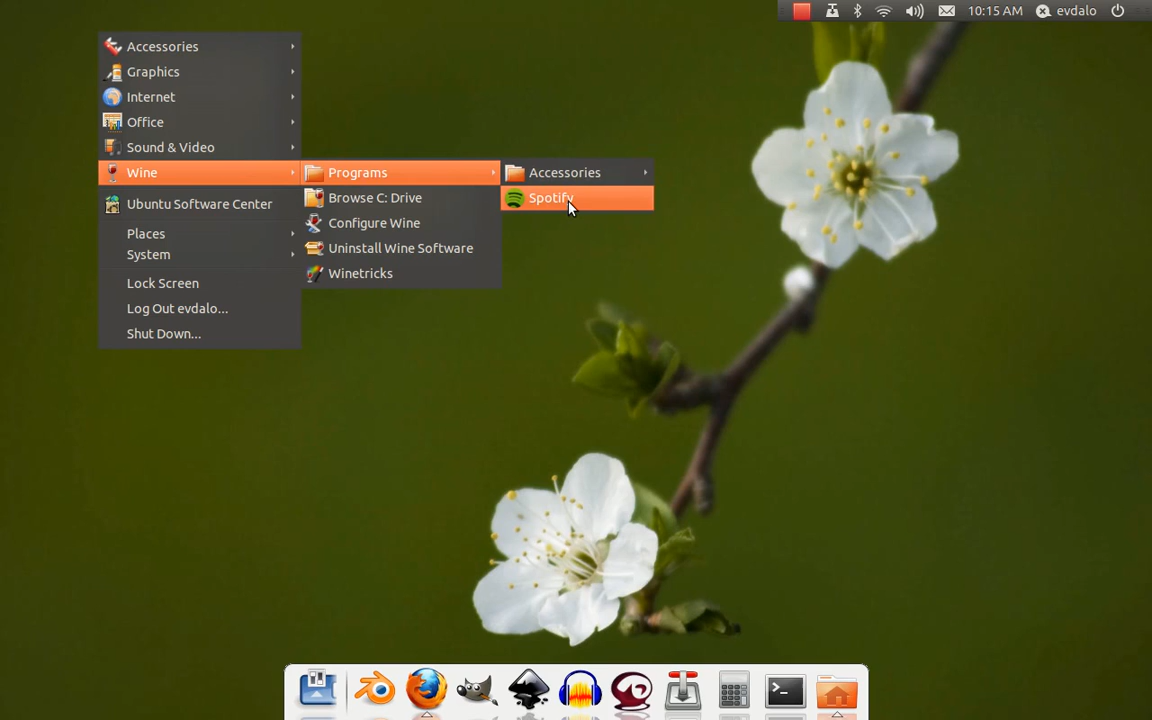 10:15 AM evdalo
Accessories
Graphics
Internet
Office
Sound & Video
Wine
Ubuntu Software Center
Places
System
Lock Screen
Log Out evdalo...
Shut Down...
Programs
Browse C: Drive
Configure Wine
Uninstall Wine Software
Winetricks
Accessories
Spotify